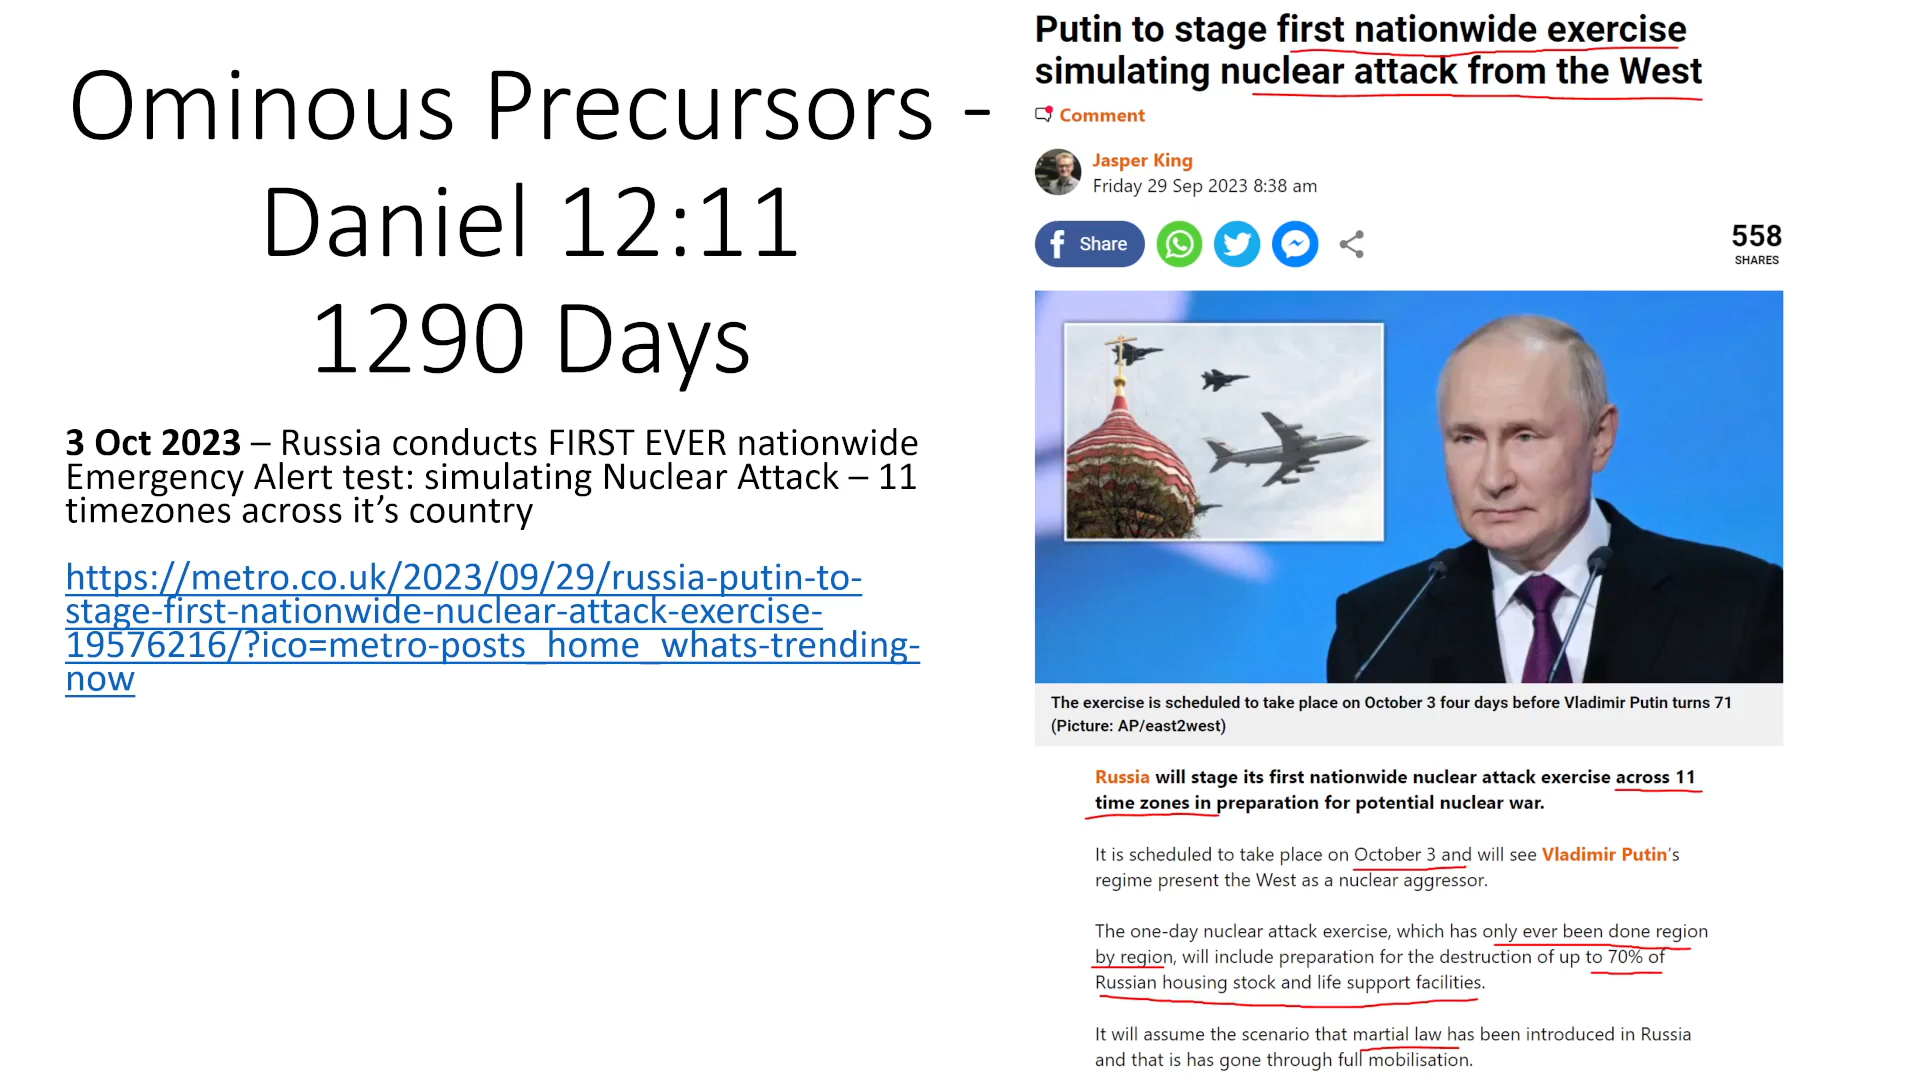 Ominous Precursors -
Daniel 12:11
1290 Days
3 Oct 2023 – Russia conducts FIRST EVER nationwide
Emergency Alert test: simulating Nuclear Attack – 11
timezones across it’s country
https://metro.co.uk/2023/09/29/russia-putin-to-
stage-first-nationwide-nuclear-attack-exercise-
19576216/?ico=metro-posts_home_whats-trending-
now
Putin to stage first nationwide exercise
simulating nuclear attack from the West
Comment
Jasper King
Friday 29 Sep 2023 8:38 am
Share
558
SHARES
The exercise is scheduled to take place on October 3 four days before Vladimir Putin turns 71
(Picture: AP/east2west)
Russia will stage its first nationwide nuclear attack exercise across 11
time zones in preparation for potential nuclear war.
It is scheduled to take place on October 3 and will see Vladimir Putin’s
regime present the West as a nuclear aggressor.
The one-day nuclear attack exercise, which has only ever been done region
by region, will include preparation for the destruction of up to 70% of
Russian housing stock and life support facilities.
It will assume the scenario that martial law has been introduced in Russia
and that is has gone through full mobilisation.